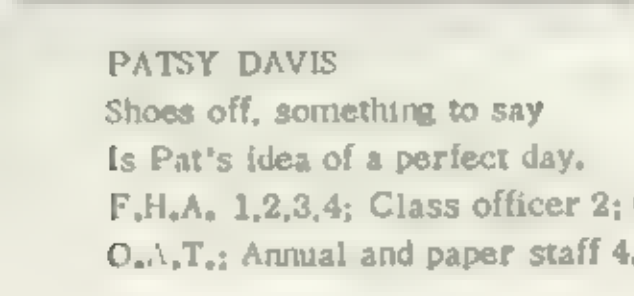 PATSY DAVIS
Shoes off, something to say
Is Pat's idea of a perfect day.
F.H.A. 1,2,3,4; Class officer 2;
O.A.T.; Annual and paper staff 4.